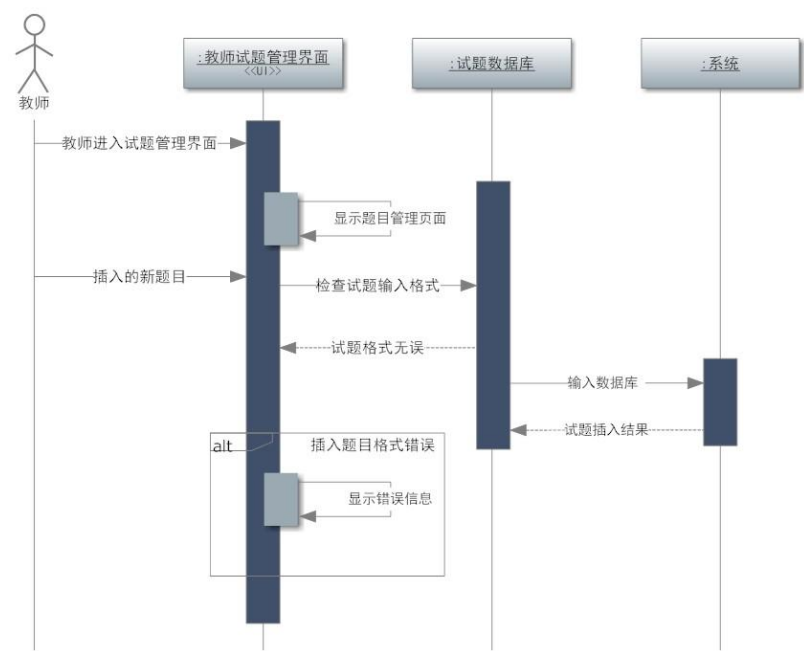 :教师试题管理界面
<<UI>>
:试题数据库
:系统
教师
教师进入试题管理界面
显示题目管理页面
插入的新题目
检查试题输入格式
试题格式无误
输入数据库
试题插入结果
alt
插入题目格式错误
显示错误信息